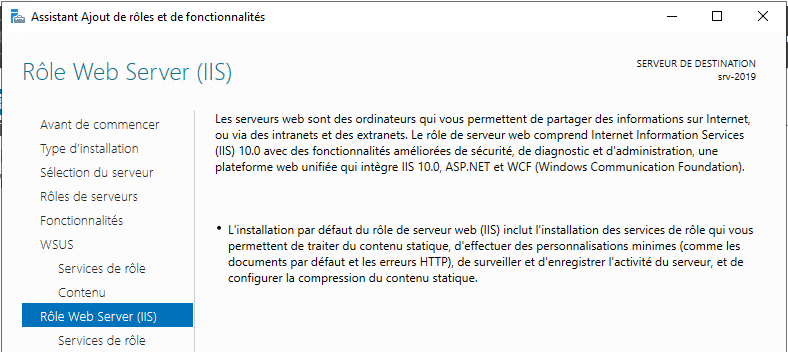 Assistant Ajout de rôles et de fonctionnalités
Rôle Web Server (IIS)
SERVEUR DE DESTINATION
srv-2019
Avant de commencer
Type d'installation
Sélection du serveur
Rôles de serveurs
Fonctionnalités
WSUS
Services de rôle
Contenu
Rôle Web Server (IIS)
Services de rôle
Les serveurs web sont des ordinateurs qui vous permettent de partager des informations sur Internet,
ou via des intranets et des extranets. Le rôle de serveur web comprend Internet Information Services
(IIS) 10.0 avec des fonctionnalités améliorées de sécurité, de diagnostic et d'administration, une
plateforme web unifiée qui intègre IIS 10.0, ASP.NET et WCF (Windows Communication Foundation).
• L'installation par défaut du rôle de serveur web (IIS) inclut l'installation des services de rôle qui vous
permettent de traiter du contenu statique, d'effectuer des personnalisations minimes (comme les
documents par défaut et les erreurs HTTP), de surveiller et d'enregistrer l'activité du serveur, et de
configurer la compression du contenu statique.